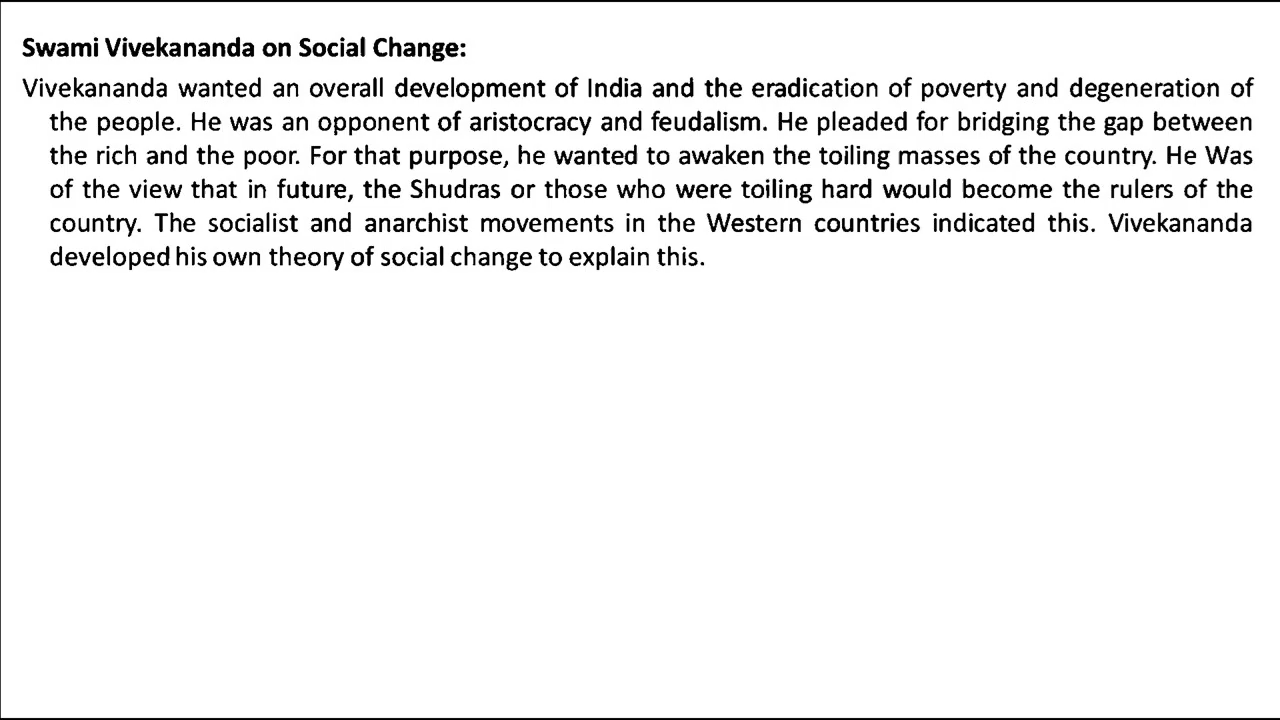 Swami Vivekananda on Social Change:
Vivekananda wanted an overall development of India and the eradication of poverty and degeneration of
the people. He was an opponent of aristocracy and feudalism. He pleaded for bridging the gap between
the rich and the poor. For that purpose, he wanted to awaken the toiling masses of the country. He Was
of the view that in future, the Shudras or those who were toiling hard would become the rulers of the
country. The socialist and anarchist movements in the Western countries indicated this. Vivekananda
developed his own theory of social change to explain this.